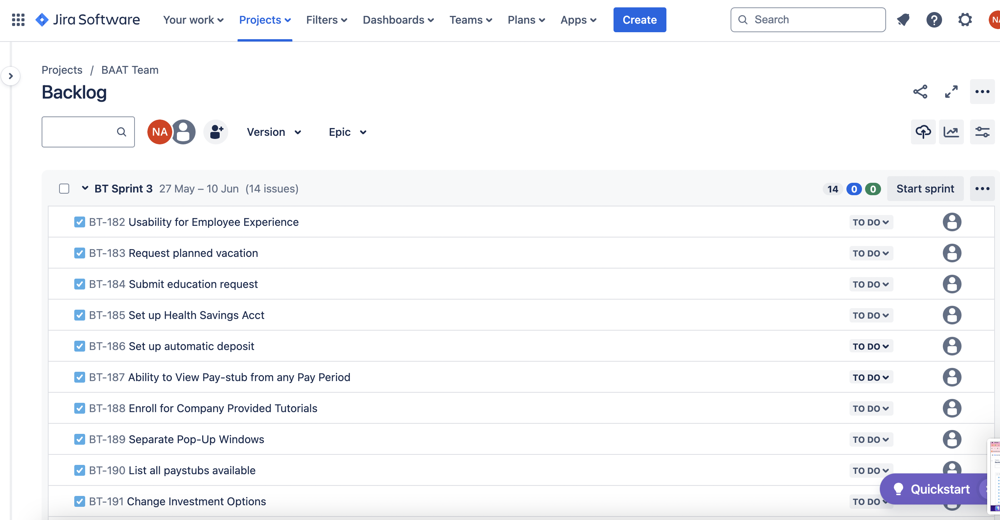 Jira Software Your work Projects Filters Dashboards Teams Plans Apps Create Search
Projects / BAAT Team
Backlog
NA Version Epic
BT Sprint 3 27 May – 10 Jun (14 issues) 14 0 0 Start sprint
BT-182 Usability for Employee Experience TO DO
BT-183 Request planned vacation TO DO
BT-184 Submit education request TO DO
BT-185 Set up Health Savings Acct TO DO
BT-186 Set up automatic deposit TO DO
BT-187 Ability to View Pay-stub from any Pay Period TO DO
BT-188 Enroll for Company Provided Tutorials TO DO
BT-189 Separate Pop-Up Windows TO DO
BT-190 List all paystubs available TO DO
Quickstart
BT-191 Change Investment Options TO DO